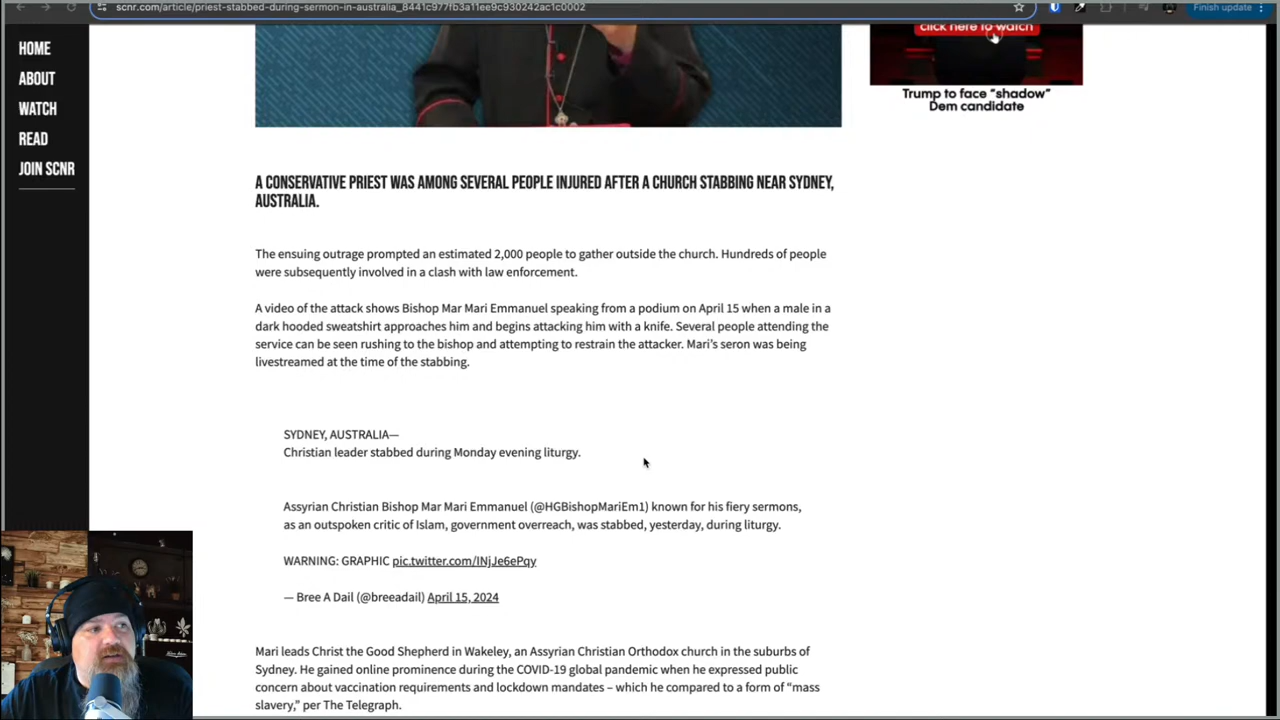 scnr.com/article/priest-stabbed-during-sermon-in-australia_8441c977fb3a11ee9c930242ac1c0002
Finish update
HOME
ABOUT
WATCH
READ
JOIN SCNR
click here to watch
Trump to face “shadow”
Dem candidate
A CONSERVATIVE PRIEST WAS AMONG SEVERAL PEOPLE INJURED AFTER A CHURCH STABBING NEAR SYDNEY,
AUSTRALIA.
The ensuing outrage prompted an estimated 2,000 people to gather outside the church. Hundreds of people
were subsequently involved in a clash with law enforcement.
A video of the attack shows Bishop Mar Mari Emmanuel speaking from a podium on April 15 when a male in a
dark hooded sweatshirt approaches him and begins attacking him with a knife. Several people attending the
service can be seen rushing to the bishop and attempting to restrain the attacker. Mari’s seron was being
livestreamed at the time of the stabbing.
SYDNEY, AUSTRALIA—
Christian leader stabbed during Monday evening liturgy.
Assyrian Christian Bishop Mar Mari Emmanuel (@HGBishopMariEm1) known for his fiery sermons,
as an outspoken critic of Islam, government overreach, was stabbed, yesterday, during liturgy.
WARNING: GRAPHIC pic.twitter.com/INjJe6ePqy
— Bree A Dail (@breeadail) April 15, 2024
Mari leads Christ the Good Shepherd in Wakeley, an Assyrian Christian Orthodox church in the suburbs of
Sydney. He gained online prominence during the COVID-19 global pandemic when he expressed public
concern about vaccination requirements and lockdown mandates – which he compared to a form of “mass
slavery,” per The Telegraph.